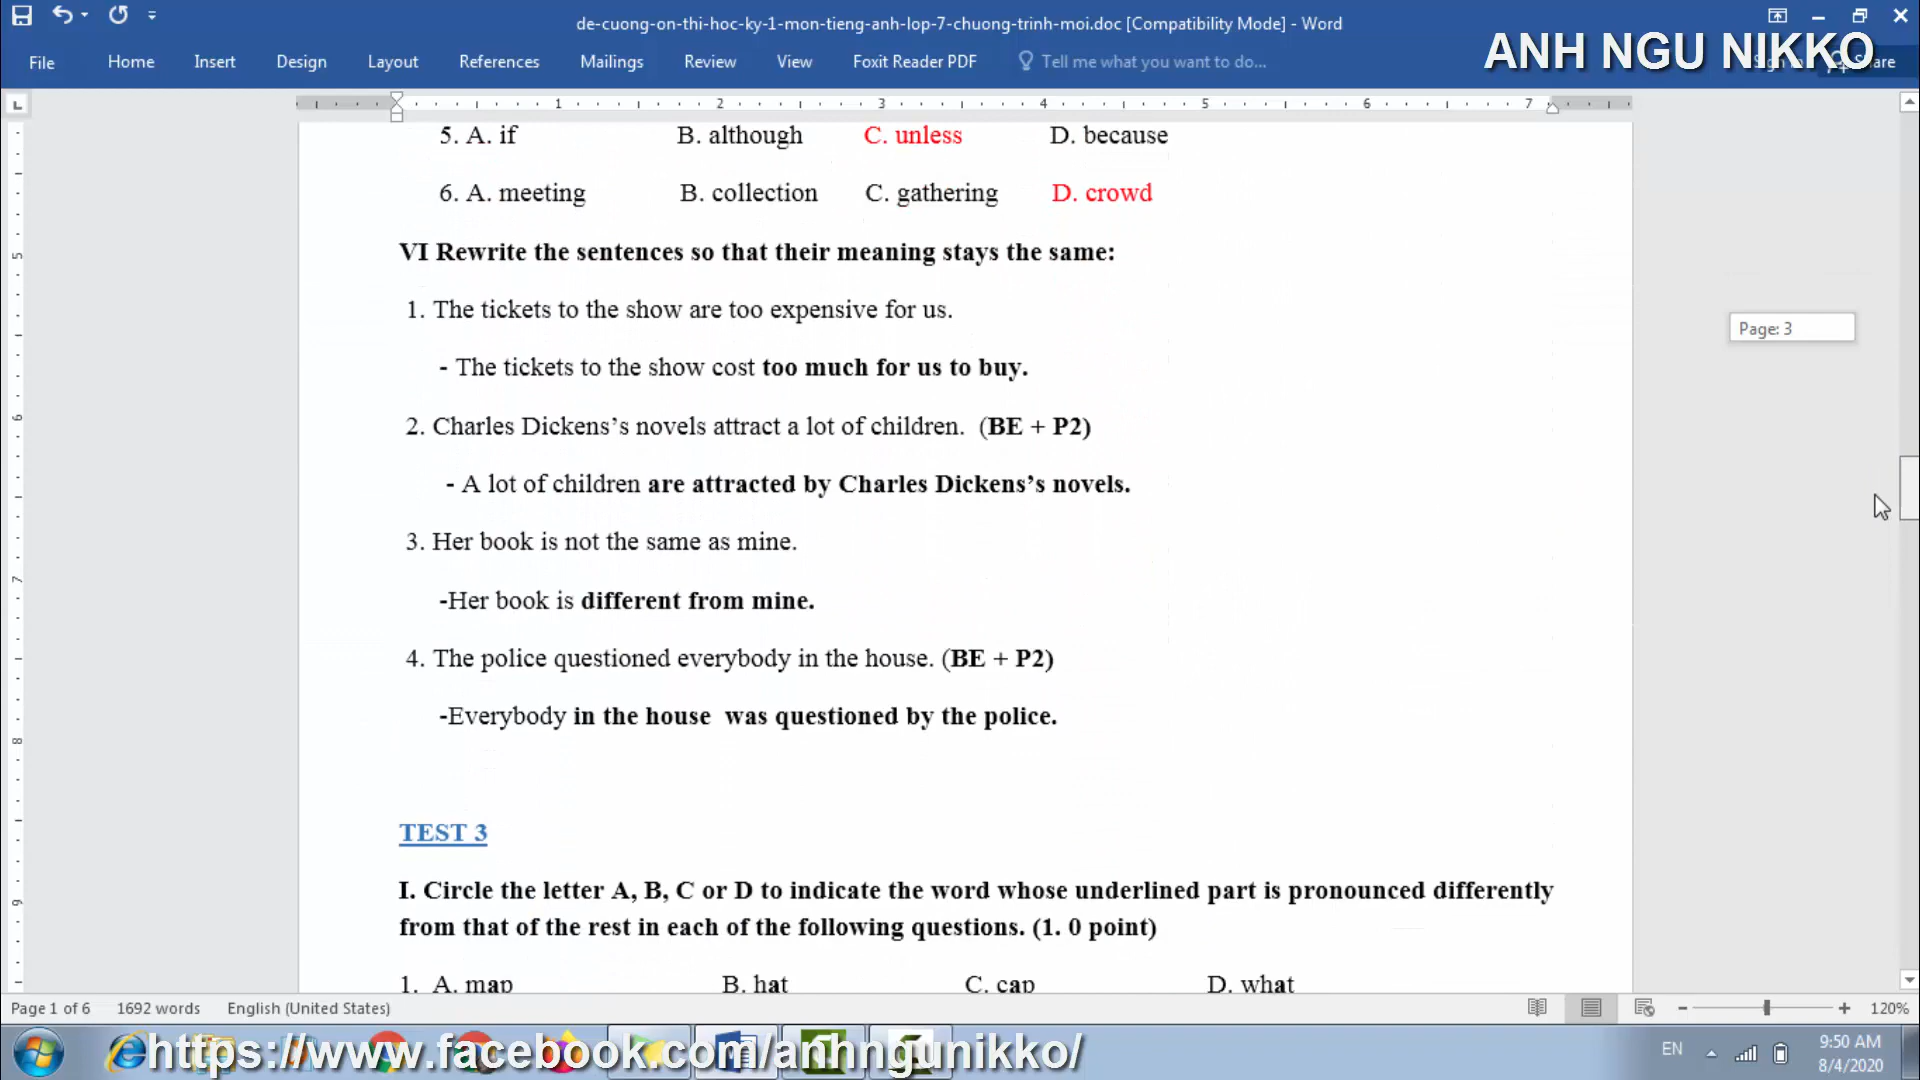 de-cuong-on-thi-hoc-ky-1-mon-tieng-anh-lop-7-chuong-trinh-moi.doc [Compatibility Mode] - Word
ANH NGU NIKKO
File Home Insert Design Layout References Mailings Review View Foxit Reader PDF Tell me what you want to do...
1 2 3 4 5 6 7
5. A. if B. although C. unless D. because
6. A. meeting B. collection C. gathering D. crowd
VI Rewrite the sentences so that their meaning stays the same:
1. The tickets to the show are too expensive for us.
Page: 3
- The tickets to the show cost too much for us to buy.
2. Charles Dickens’s novels attract a lot of children. (BE + P2)
- A lot of children are attracted by Charles Dickens’s novels.
3. Her book is not the same as mine.
-Her book is different from mine.
4. The police questioned everybody in the house. (BE + P2)
-Everybody in the house was questioned by the police.
TEST 3
I. Circle the letter A, B, C or D to indicate the word whose underlined part is pronounced differently
from that of the rest in each of the following questions. (1. 0 point)
1. A. map B. hat C. cap D. what
Page 1 of 6 1692 words English (United States) 120%
https://www.facebook.com/anhngunikko/
EN
9:50 AM
8/4/2020